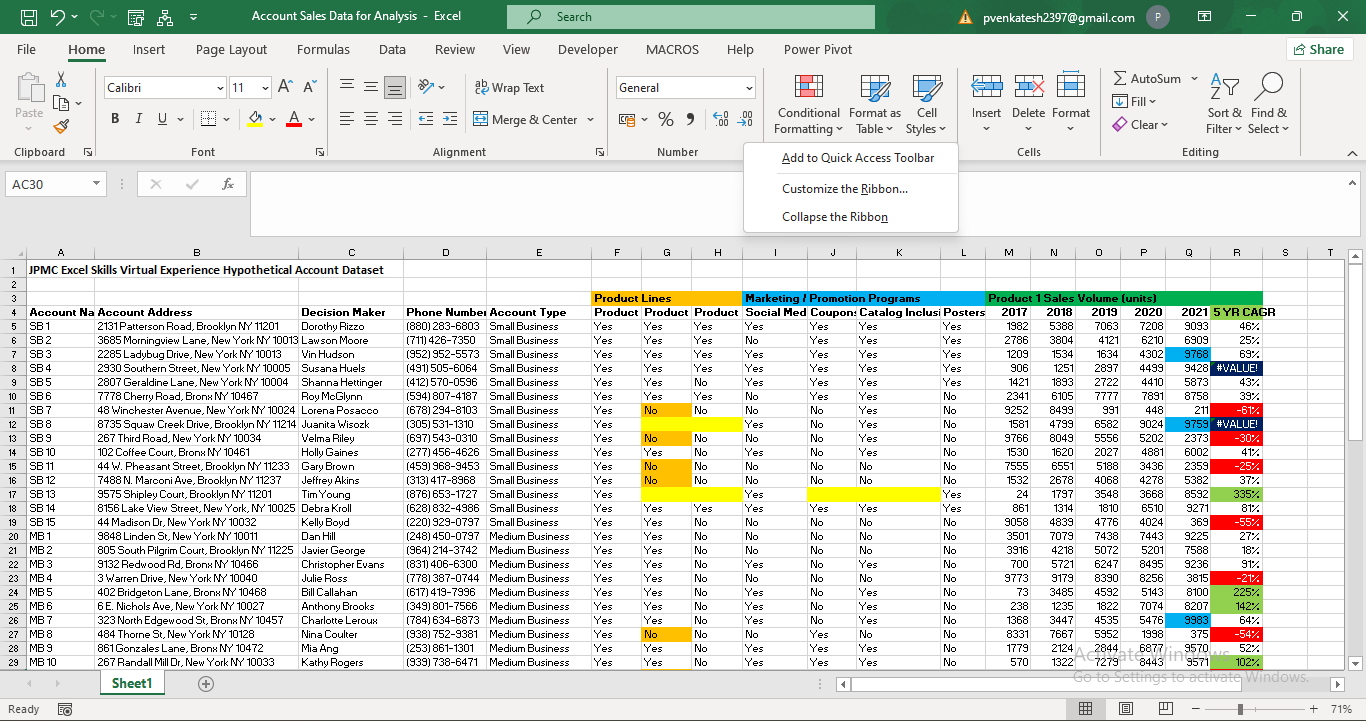 Account Sales Data for Analysis - Excel
Search
pvenkatesh2397@gmail.com
P
File Home Insert Page Layout Formulas Data Review View Developer MACROS Help Power Pivot Share
Paste
Calibri 11
B I U A
Wrap Text
Merge & Center
General
%
Conditional Formatting
Format as Table
Cell Styles
Insert Delete Format
AutoSum
Fill
Clear
Sort & Filter
Find & Select
Clipboard Font Alignment Number Cells Editing
Add to Quick Access Toolbar
Customize the Ribbon...
Collapse the Ribbon
AC30 fx
A B C D E F G H I J K L M N O P Q R S T
1 JPMC Excel Skills Virtual Experience Hypothetical Account Dataset
2
3 Product Lines Marketing / Promotion Programs Product 1 Sales Volume (units)
4 Account Na Account Address Decision Maker Phone Number Account Type Product Product Product Social Med Coupons Catalog Inclusi Posters 2017 2018 2019 2020 2021 5 YR CAGR
5 SB 1 2131 Patterson Road, Brooklyn NY 11201 Dorothy Rizzo (880) 283-6803 Small Business Yes Yes Yes Yes Yes Yes Yes 1982 5388 7063 7208 9093 46%
6 SB 2 3685 Morningview Lane, New York NY 10013 Lawson Moore (711) 426-7350 Small Business Yes Yes Yes No Yes Yes Yes 2786 3804 4121 6210 6909 25%
7 SB 3 2285 Ladybug Drive, New York NY 10013 Vin Hudson (952) 952-5573 Small Business Yes Yes Yes Yes Yes Yes Yes 1209 1534 1634 4302 9768 69%
8 SB 4 2930 Southern Street, New York NY 10005 Susana Huels (491) 505-6064 Small Business Yes Yes Yes Yes Yes Yes Yes 906 1251 2897 4499 9428 #VALUE!
9 SB 5 2807 Geraldine Lane, New York NY 10004 Shanna Hettinger (412) 570-0596 Small Business Yes Yes No Yes Yes Yes Yes 1421 1893 2722 4410 5873 43%
10 SB 6 7778 Cherry Road, Bronx NY 10467 Roy McGlynn (594) 807-4187 Small Business Yes Yes Yes No Yes Yes No 2341 6105 7777 7891 8758 39%
11 SB 7 48 Winchester Avenue, New York NY 10024 Lorena Posacco (678) 294-8103 Small Business Yes No No No No Yes No 9252 8499 991 448 211 -61%
12 SB 8 8735 Squaw Creek Drive, Brooklyn NY 11214 Juanita Wisozk (305) 531-1310 Small Business Yes Yes No Yes No 1581 4799 6582 9024 9759 #VALUE!
13 SB 9 267 Third Road, New York NY 10034 Velma Riley (697) 543-0310 Small Business Yes No No No No Yes No 9766 8049 5556 5202 2373 -30%
14 SB 10 102 Coffee Court, Bronx NY 10461 Holly Gaines (277) 456-4626 Small Business Yes Yes No Yes No Yes No 1530 1620 2027 4881 6002 41%
15 SB 11 44 W. Pheasant Street, Brooklyn NY 11233 Gary Brown (459) 968-9453 Small Business Yes No No No No No No 7555 6551 5188 3436 2359 -25%
16 SB 12 7488 N. Marconi Ave, Brooklyn NY 11237 Jeffrey Akins (313) 417-8968 Small Business Yes No No No No No No 1532 2678 4068 4278 5382 37%
17 SB 13 9575 Shipley Court, Brooklyn NY 11201 Tim Young (876) 653-1727 Small Business Yes Yes Yes 24 1797 3548 3668 8592 335%
18 SB 14 8156 Lake View Street, New York, NY 10025 Debra Kroll (628) 832-4986 Small Business Yes Yes Yes Yes Yes Yes Yes 861 1314 1810 6510 9271 81%
19 SB 15 44 Madison Dr, New York NY 10032 Kelly Boyd (220) 929-0797 Small Business Yes Yes No No No No No 9058 4839 4776 4024 369 -55%
20 MB 1 9848 Linden St, New York NY 10011 Dan Hill (248) 450-0797 Medium Business Yes Yes No Yes No Yes No 3501 7079 7438 7443 9225 27%
21 MB 2 805 South Pilgrim Court, Brooklyn NY 11225 Javier George (964) 214-3742 Medium Business Yes Yes No No No No No 3916 4218 5072 5201 7588 18%
22 MB 3 9132 Redwood Rd, Bronx NY 10466 Christopher Evans (831) 406-6300 Medium Business Yes Yes No Yes No Yes No 700 5721 6247 8495 9236 91%
23 MB 4 3 Warren Drive, New York NY 10040 Julie Ross (778) 387-0744 Medium Business Yes Yes No No No No No 9773 9179 8390 8256 3815 -21%
24 MB 5 402 Bridgeton Lane, Bronx NY 10468 Bill Callahan (617) 419-7996 Medium Business Yes Yes No Yes No Yes No 73 3485 4592 5143 8100 225%
25 MB 6 6 E. Nichols Ave, New York NY 10027 Anthony Brooks (349) 801-7566 Medium Business Yes Yes No Yes No Yes No 238 1235 1822 7074 8207 142%
26 MB 7 323 North Edgewood St, Bronx NY 10457 Charlotte Leroux (784) 634-6873 Medium Business Yes Yes No Yes Yes Yes No 1368 3447 4535 5476 9983 64%
27 MB 8 484 Thorne St, New York NY 10128 Nina Coulter (938) 752-9381 Medium Business Yes No No No Yes No No 8331 7667 5952 1998 375 -54%
28 MB 9 861 Gonzales Lane, Bronx NY 10472 Mia Ang (253) 861-1301 Medium Business Yes Yes No Yes Yes Yes No 1779 2124 2844 6877 9570 52%
29 MB 10 267 Randall Mill Dr, New York NY 10033 Kathy Rogers (939) 738-6471 Medium Business Yes Yes No Yes Yes Yes No 570 1322 7279 8443 9571 102%
Activate Windows
Go to Settings to activate Windows.
Sheet1
Ready
71%